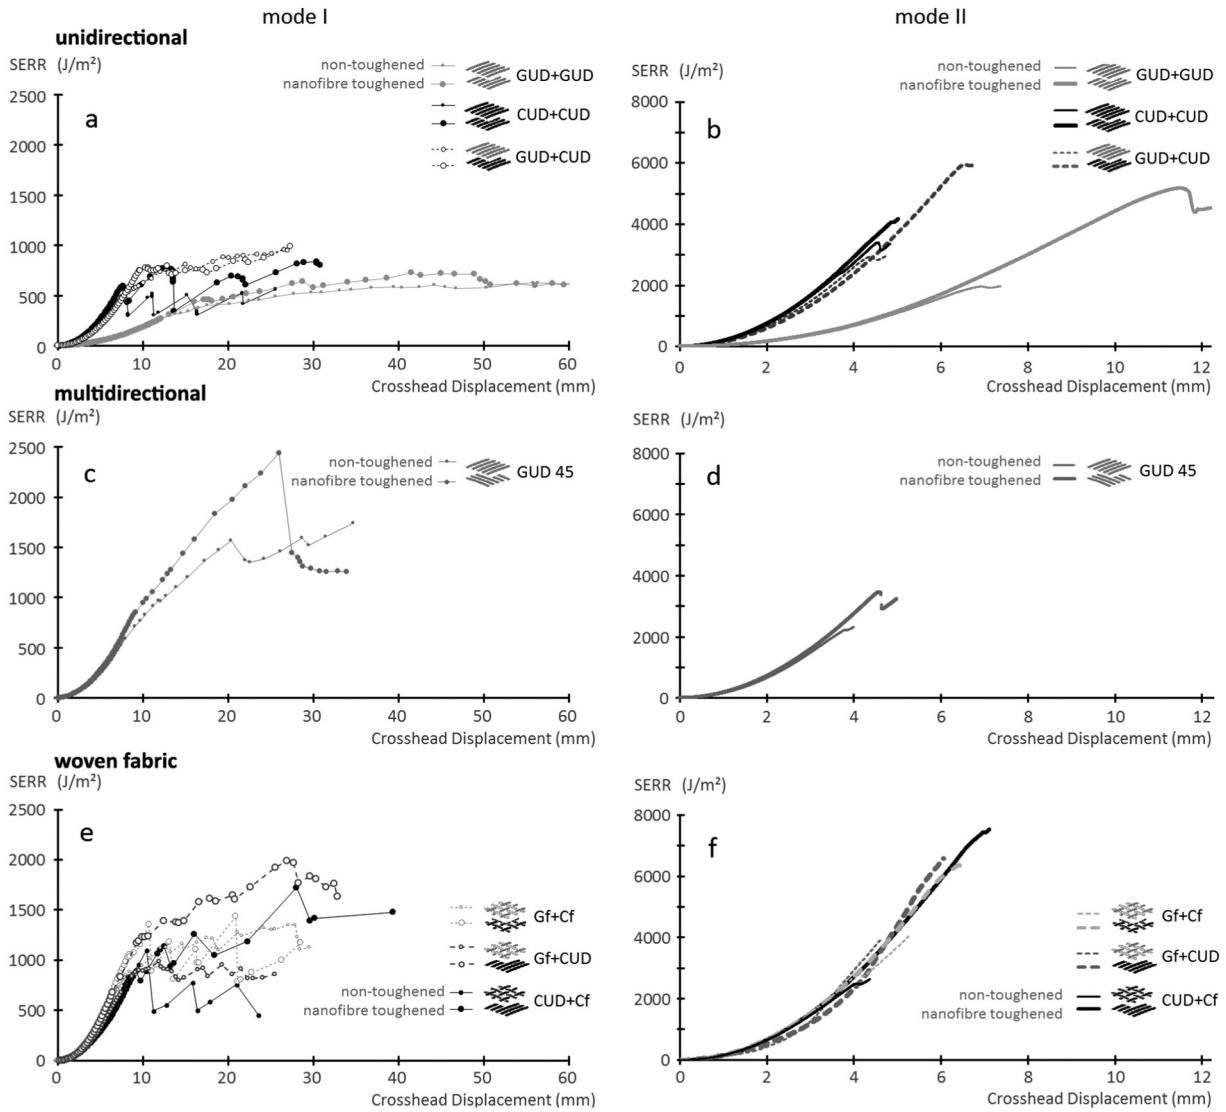 mode I
mode II
unidirectional
SERR (J/m²)
non-toughened
nanofibre toughened
GUD+GUD
CUD+CUD
GUD+CUD
a
2500
2000
1500
1000
500
0
0 10 20 30 40 50 60
Crosshead Displacement (mm)
SERR (J/m²)
non-toughened
nanofibre toughened
GUD+GUD
CUD+CUD
GUD+CUD
b
8000
6000
4000
2000
0
0 2 4 6 8 10 12
Crosshead Displacement (mm)
multidirectional
SERR (J/m²)
non-toughened
nanofibre toughened
GUD 45
c
2500
2000
1500
1000
500
0
0 10 20 30 40 50 60
Crosshead Displacement (mm)
SERR (J/m²)
non-toughened
nanofibre toughened
GUD 45
d
8000
6000
4000
2000
0
0 2 4 6 8 10 12
Crosshead Displacement (mm)
woven fabric
SERR (J/m²)
e
2500
2000
1500
1000
500
0
Gf+Cf
Gf+CUD
non-toughened
nanofibre toughened
CUD+Cf
0 10 20 30 40 50 60
Crosshead Displacement (mm)
SERR (J/m²)
f
8000
6000
4000
2000
0
Gf+Cf
Gf+CUD
non-toughened
nanofibre toughened
CUD+Cf
0 2 4 6 8 10 12
Crosshead Displacement (mm)